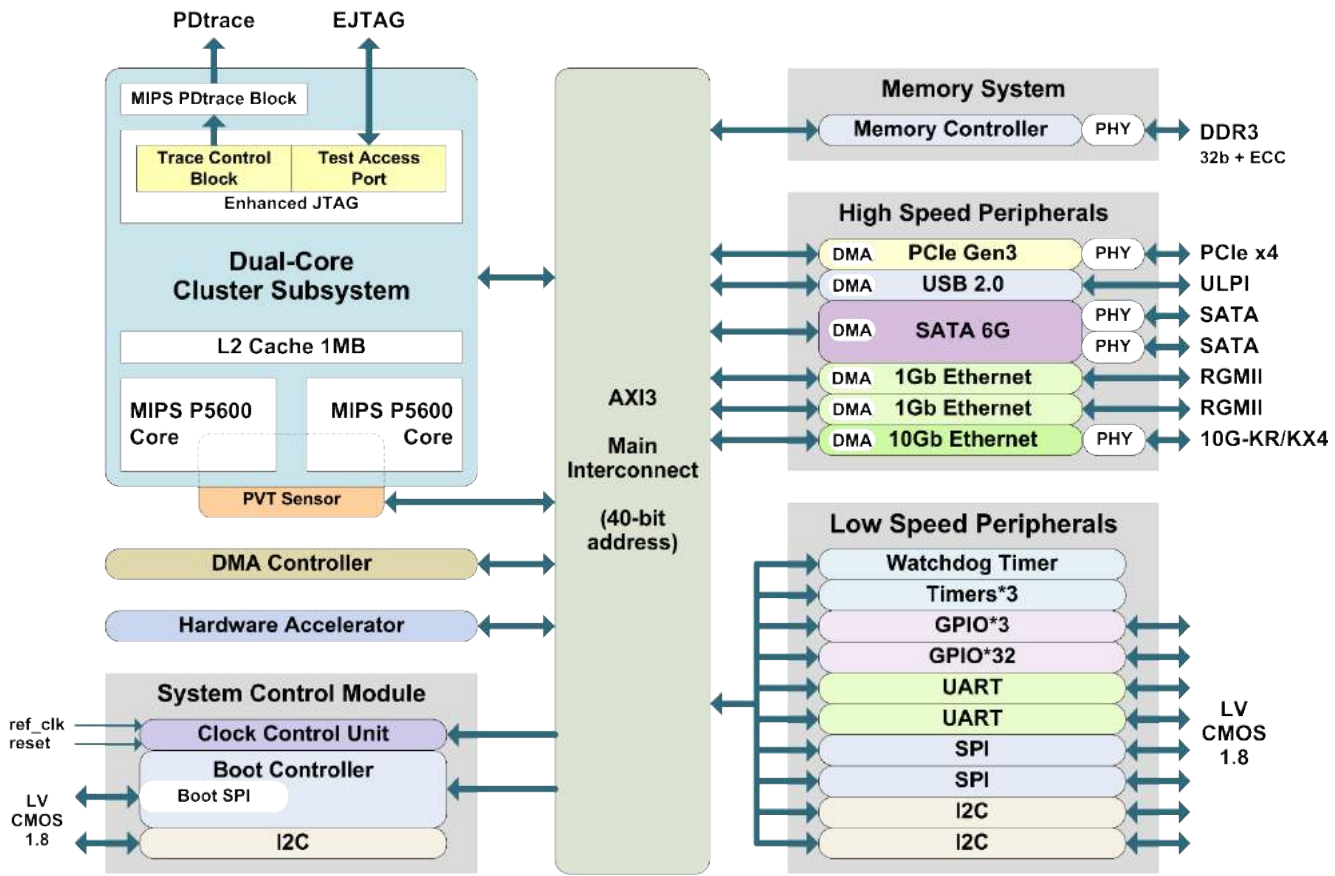 PDtrace
EJTAG
MIPS PDtrace Block
Trace Control
Block
Test Access
Port
Enhanced JTAG
Dual-Core
Cluster Subsystem
L2 Cache 1MB
MIPS P5600
Core
MIPS P5600
Core
PVT Sensor
DMA Controller
Hardware Accelerator
System Control Module
ref_clk
reset
Clock Control Unit
Boot Controller
Boot SPI
LV
CMOS
1.8
I2C
AXI3
Main
Interconnect
(40-bit
address)
Memory System
Memory Controller
PHY
DDR3
32b + ECC
High Speed Peripherals
DMA PCIe Gen3 PHY PCIe x4
DMA USB 2.0 ULPI
PHY SATA
DMA SATA 6G
PHY SATA
DMA 1Gb Ethernet RGMII
DMA 1Gb Ethernet RGMII
DMA 10Gb Ethernet PHY 10G-KR/KX4
Low Speed Peripherals
Watchdog Timer
Timers*3
GPIO*3
GPIO*32
UART
UART
SPI
SPI
I2C
I2C
LV
CMOS
1.8